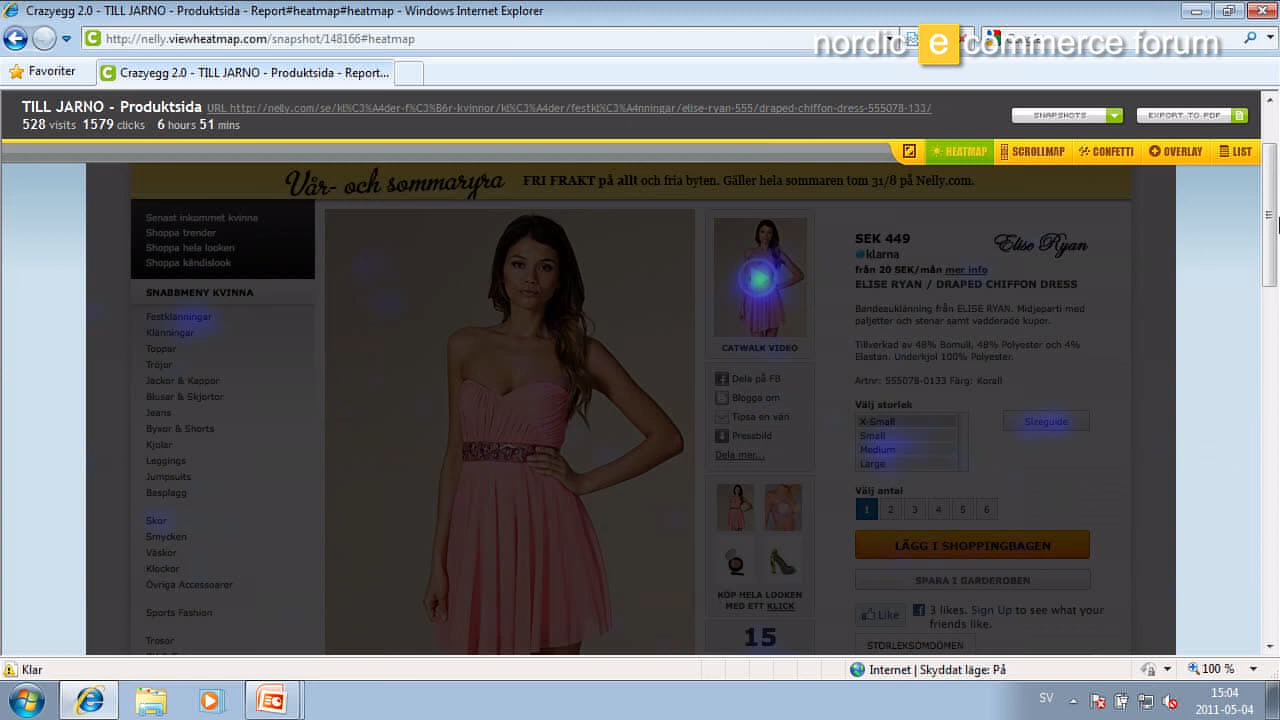 Crazyegg 2.0 - TILL JARNO - Produktsida - Report#heatmap#heatmap - Windows Internet Explorer
http://nelly.viewheatmap.com/snapshot/148166#heatmap
nordic e commerce forum
Favoriter
Crazyegg 2.0 - TILL JARNO - Produktsida - Report...
TILL JARNO - Produktsida URL http://nelly.com/se/kl%C3%A4der-f%C3%B6r-kvinnor/kl%C3%A4der/festkl%C3%A4nningar/elise-ryan-555/draped-chiffon-dress-555078-133/
528 visits 1579 clicks 6 hours 51 mins
SNAPSHOTS
EXPORT TO PDF
HEATMAP
SCROLLMAP
CONFETTI
OVERLAY
LIST
Vår- och sommaryra FRI FRAKT på allt och fria byten. Gäller hela sommaren tom 31/8 på Nelly.com.
Senast inkommet kvinna
Shoppa trender
Shoppa hela looken
Shoppa kändislook
SNABBMENY KVINNA
Festklänningar
Klänningar
Toppar
Tröjor
Jackor & Kappor
Blusar & Skjortor
Jeans
Byxor & Shorts
Kjolar
Leggings
Jumpsuits
Basplagg
Skor
Smycken
Väskor
Klockor
Övriga Accessoarer
Sports Fashion
Trosor
CATWALK VIDEO
Dela på FB
Blogga om
Tipsa en vän
Pressbild
Dela mer...
KÖP HELA LOOKEN
MED ETT KLICK
15
SEK 449
klarna
Elise Ryan
från 20 SEK/mån mer info
ELISE RYAN / DRAPED CHIFFON DRESS
Bandeauklänning från ELISE RYAN. Midjeparti med
paljetter och stenar samt vadderade kupor.
Tillverkad av 48% Bomull, 48% Polyester och 4%
Elastan. Underkjol 100% Polyester.
Artnr: 555078-0133 Färg: Korall
Välj storlek
X-Small
Small
Medium
Large
Sizeguide
Välj antal
1 2 3 4 5 6
LÄGG I SHOPPINGBAGEN
SPARA I GARDEROBEN
Like
3 likes. Sign Up to see what your
friends like.
STORLEKSOMDÖMEN
Klar
Internet | Skyddat läge: På
100 %
SV
15:04
2011-05-04